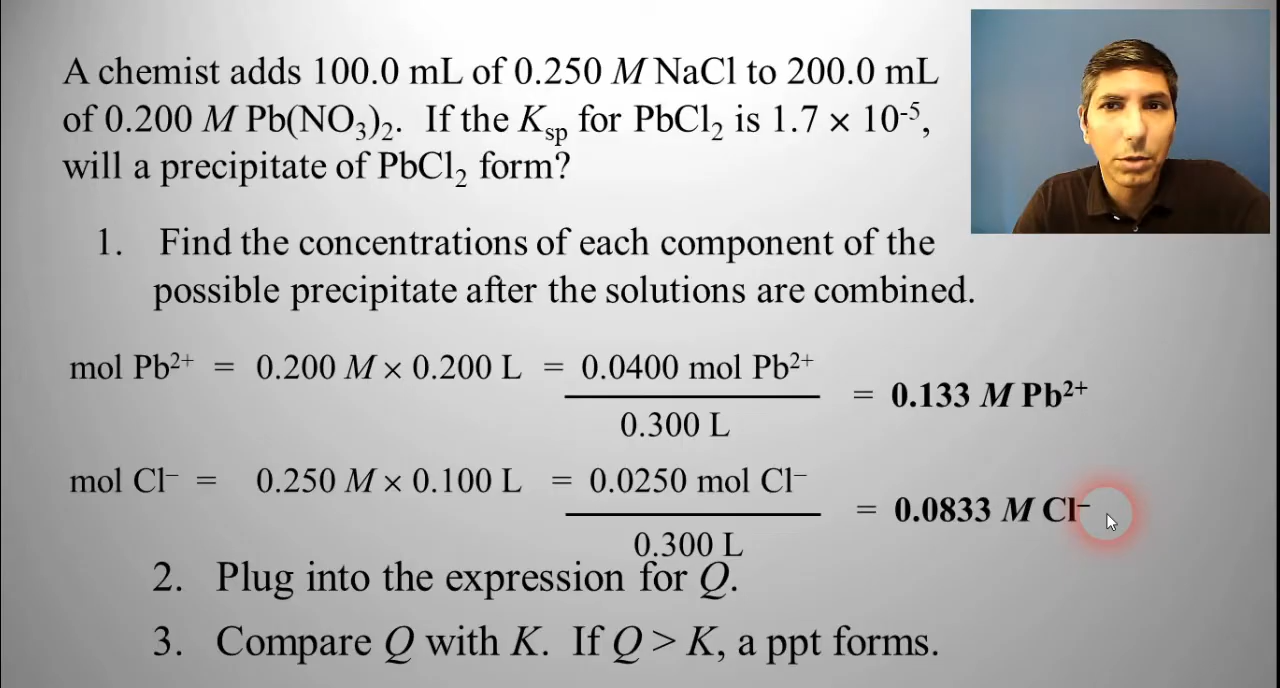 A chemist adds 100.0 mL of 0.250 M NaCl to 200.0 mL
of 0.200 M Pb(NO₃)₂. If the Kₛₚ for PbCl₂ is 1.7 × 10⁻⁵,
will a precipitate of PbCl₂ form?
1. Find the concentrations of each component of the
possible precipitate after the solutions are combined.
mol Pb²⁺ = 0.200 M × 0.200 L = 0.0400 mol Pb²⁺
= 0.133 M Pb²⁺
0.300 L
mol Cl⁻ = 0.250 M × 0.100 L = 0.0250 mol Cl⁻
= 0.0833 M Cl⁻
0.300 L
2. Plug into the expression for Q.
3. Compare Q with K. If Q > K, a ppt forms.